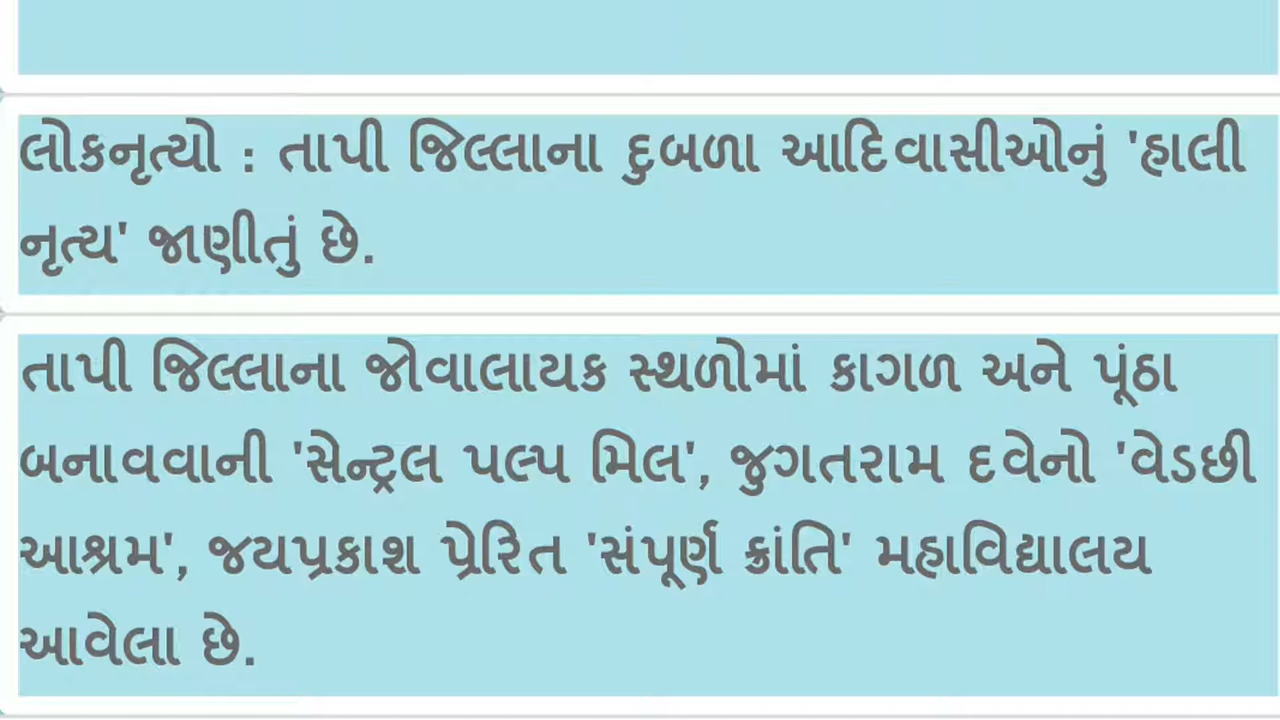 લોકનૃત્યો : તાપી જિલ્લાના દુબળા આદિવાસીઓનું 'હાલી
નૃત્ય' જાણીતું છે.
તાપી જિલ્લાના જોવાલાયક સ્થળોમાં કાગળ અને પૂંઠા
બનાવવાની 'સેન્ટ્રલ પલ્પ મિલ', જુગતરામ દવેનો 'વેડછી
આશ્રમ', જયપ્રકાશ પ્રેરિત 'સંપૂર્ણ ક્રાંતિ' મહાવિદ્યાલય
આવેલા છે.